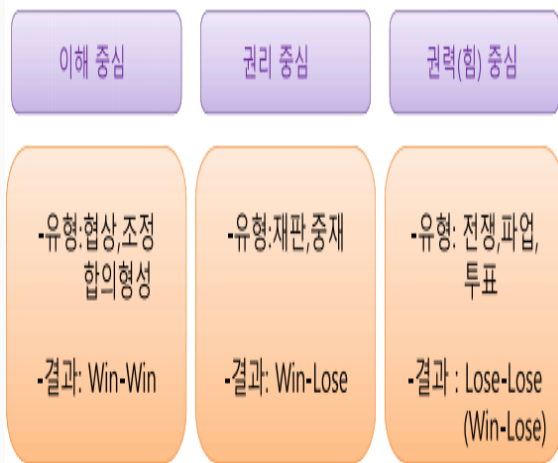 이해 중심
권리 중심
권력(힘) 중심
-유형:협상,조정
합의형성
-결과: Win-Win
-유형:재판,중재
-결과: Win-Lose
-유형: 전쟁,파업,
투표
-결과 : Lose-Lose
(Win-Lose)